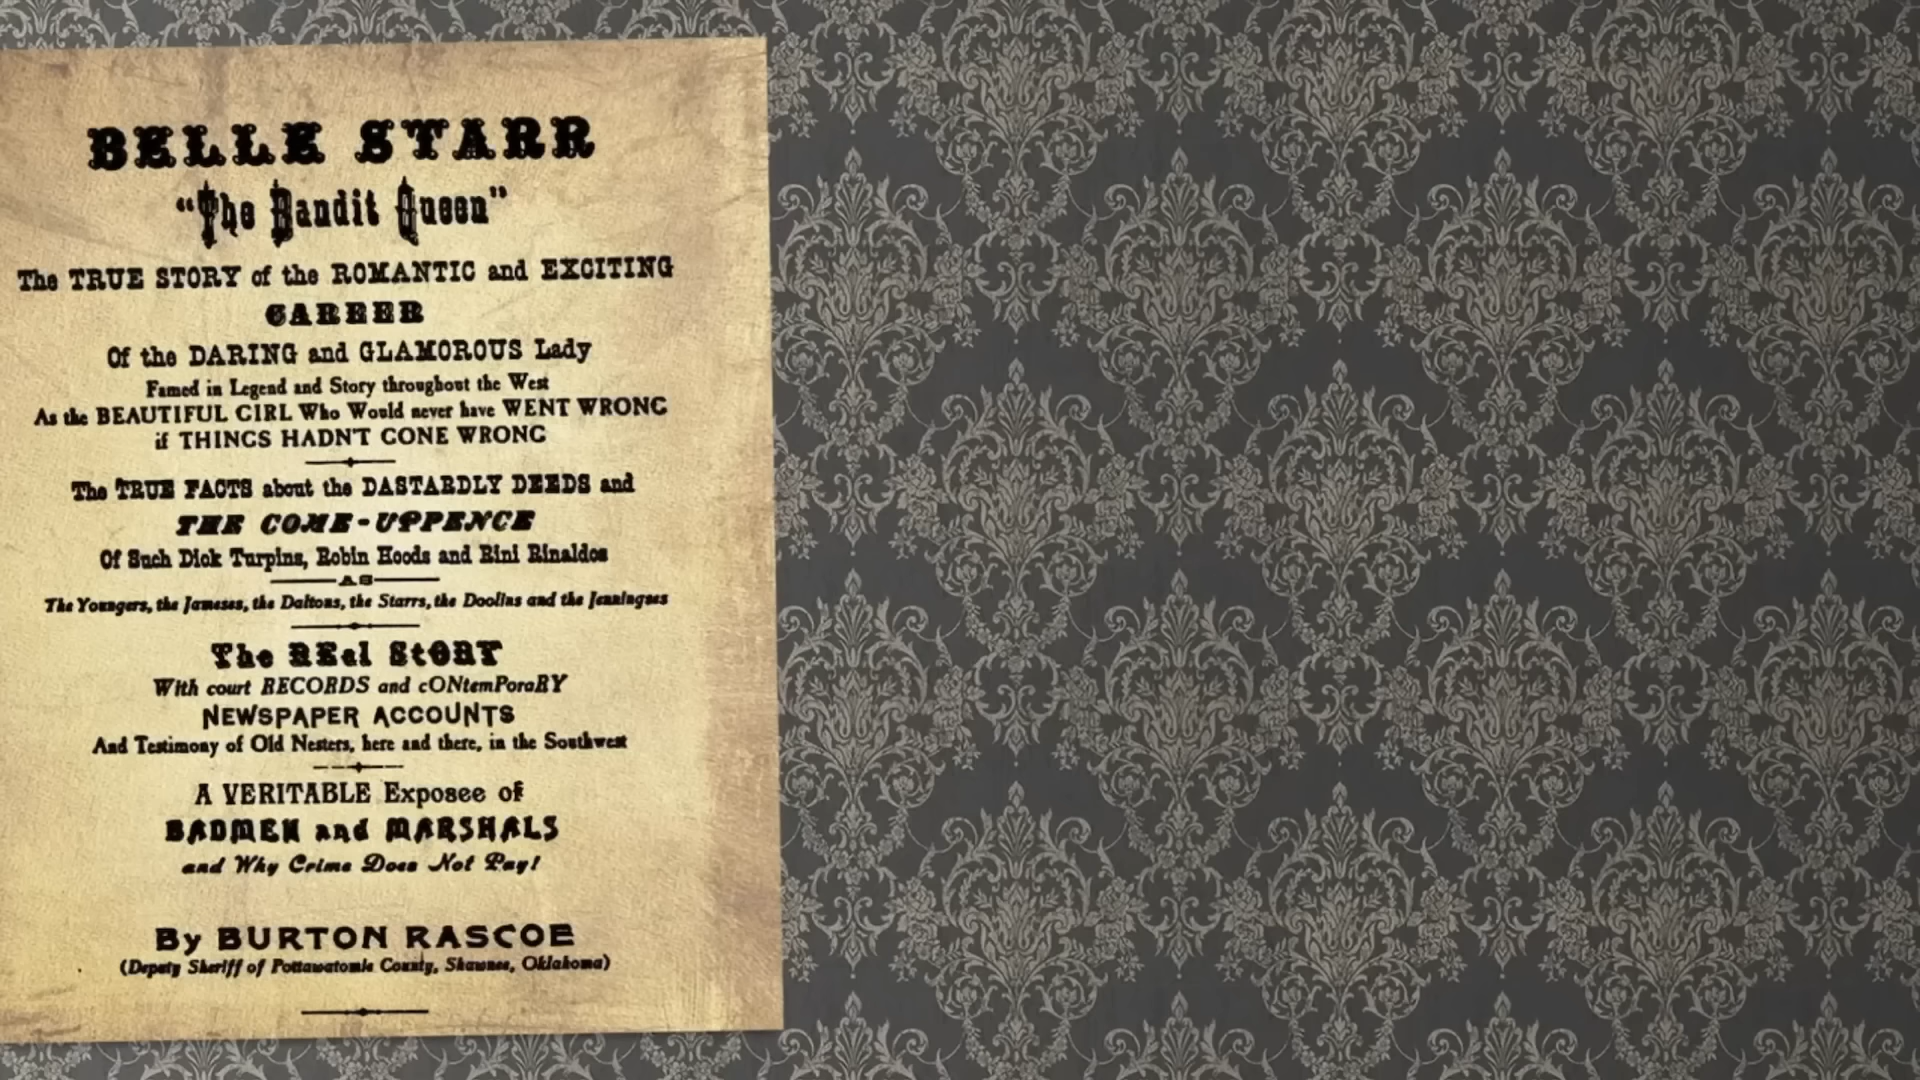 BELLE STARR
"The Bandit Queen"
The TRUE STORY of the ROMANTIC and EXCITING
CAREER
Of the DARING and GLAMOROUS Lady
Famed in Legend and Story throughout the West
As the BEAUTIFUL GIRL Who Would never have WENT WRONG
if THINGS HADN'T GONE WRONG
The TRUE FACTS about the DASTARDLY DEEDS and
THE COME-UPPENCE
Of Such Dick Turpins, Robin Hoods and Rini Rinaldos
AS
The Youngers, the Jameses, the Daltons, the Starrs, the Doolins and the Jenningses
The REal StORY
With court RECORDS and cONtemPoraRY
NEWSPAPER ACCOUNTS
And Testimony of Old Nesters, here and there, in the Southwest
A VERITABLE Exposee of
BADMEN and MARSHALS
and Why Crime Does Not Pay!
By BURTON RASCOE
(Deputy Sheriff of Pottawatomie County, Shawnee, Oklahoma)